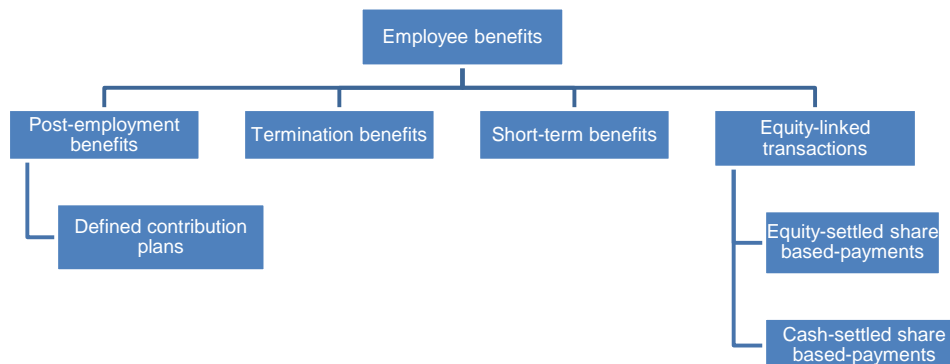 Employee benefits
Post-employment
benefits
Termination benefits
Short-term benefits
Equity-linked
transactions
Defined contribution
plans
Equity-settled share
based-payments
Cash-settled share
based-payments